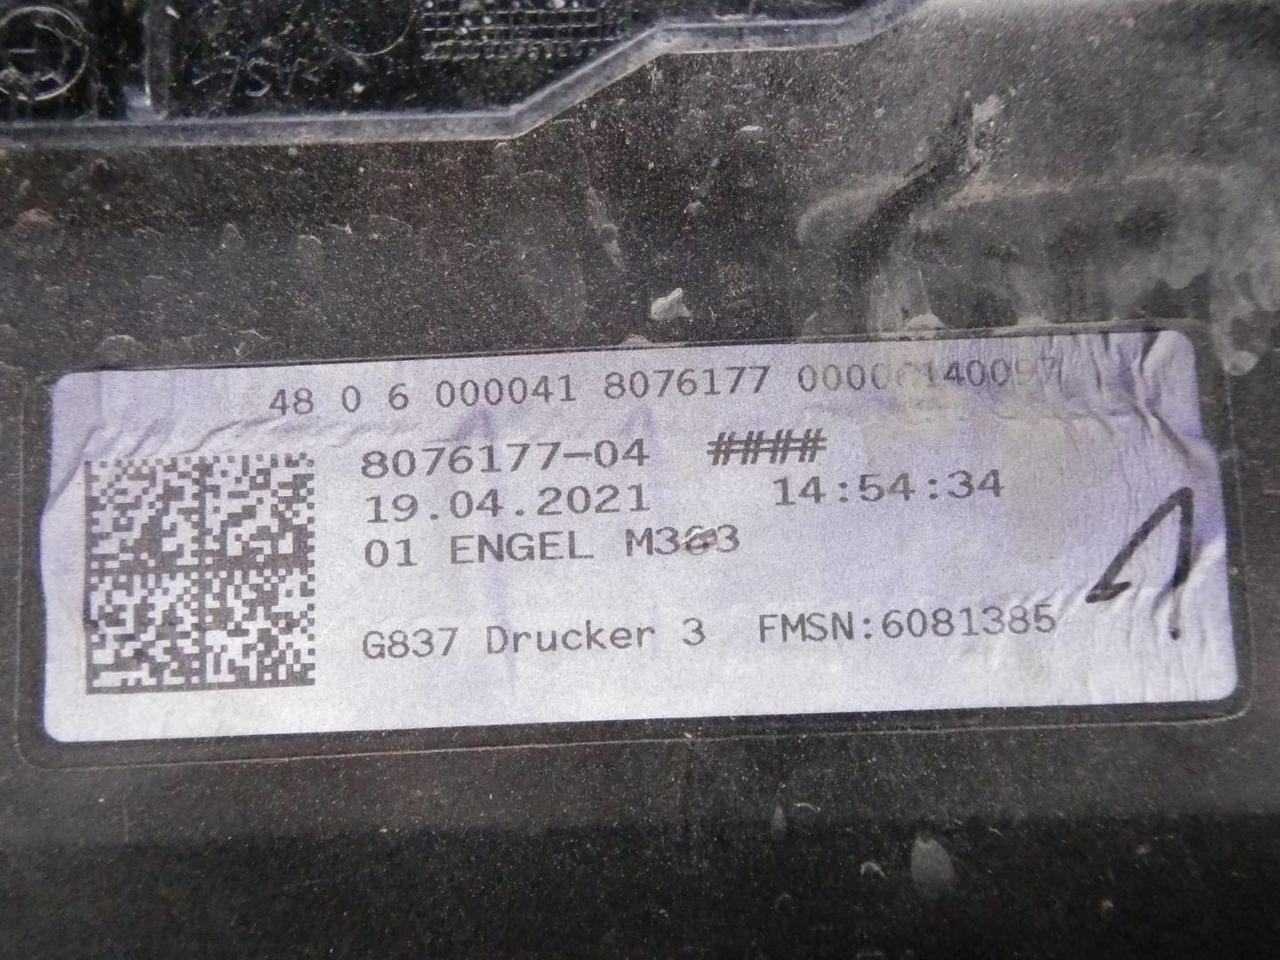 48 0 6 000041 8076177
8076177-04 ####
19.04.2021 14:54:34
01 ENGEL
G837 Drucker 3 FMSN:6081385